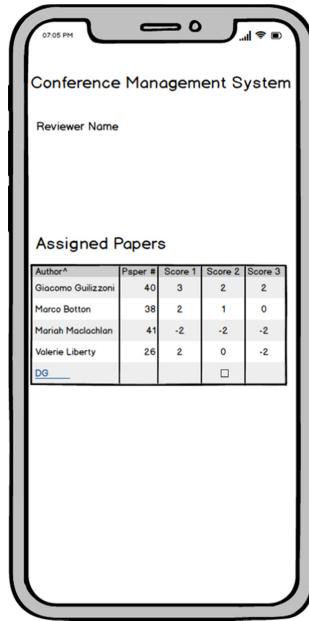 07:05 PM
Conference Management System
Reviewer Name
Assigned Papers
Author^ Psper # Score 1 Score 2 Score 3
Giacomo Guilizzoni 40 3 2 2
Marco Botton 38 2 1 0
Mariah Maclachlan 41 -2 -2 -2
Valerie Liberty 26 2 0 -2
DG